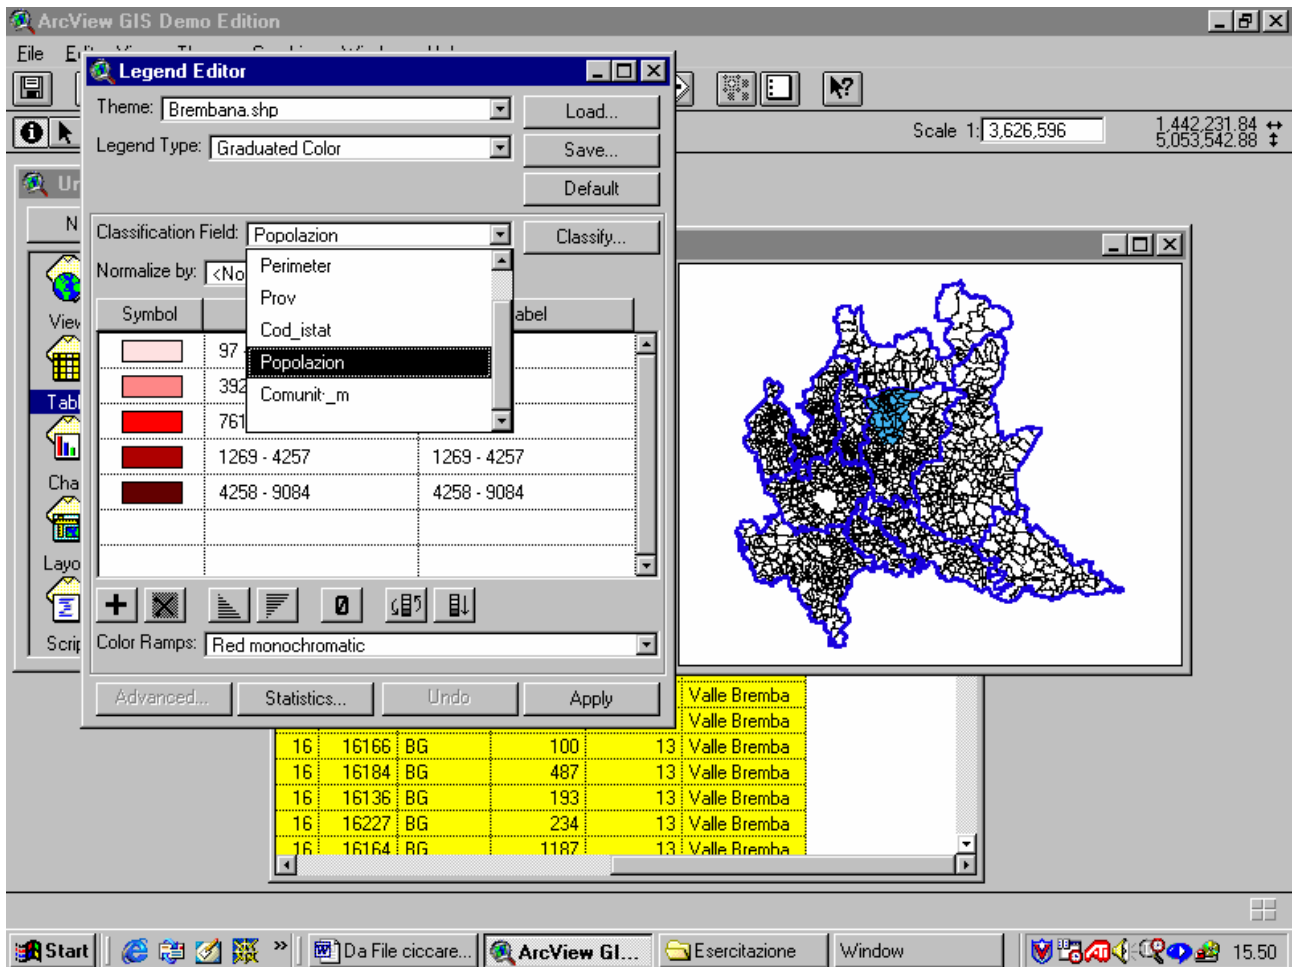 ArcView GIS Demo Edition
File
Legend Editor
Theme: Brembana.shp
Load...
Legend Type: Graduated Color
Save...
Default
Scale 1: 3,626,596
1,442,231.84
5,053,542.88
Classification Field: Popolazion
Classify...
Normalize by: <No
Perimeter
Prov
Cod_istat
Popolazion
Comunit·_m
Symbol
abel
97
392
761
1269 - 4257 1269 - 4257
4258 - 9084 4258 - 9084
Color Ramps: Red monochromatic
Advanced... Statistics... Undo Apply
Un
N
View
Tabl
Cha
Layo
Scrip
Valle Bremba
Valle Bremba
16 16166 BG 100 13 Valle Bremba
16 16184 BG 487 13 Valle Bremba
16 16136 BG 193 13 Valle Bremba
16 16227 BG 234 13 Valle Bremba
16 16164 BG 1187 13 Valle Bremba
Start » Da File ciccare... ArcView GI... Esercitazione Window 15.50